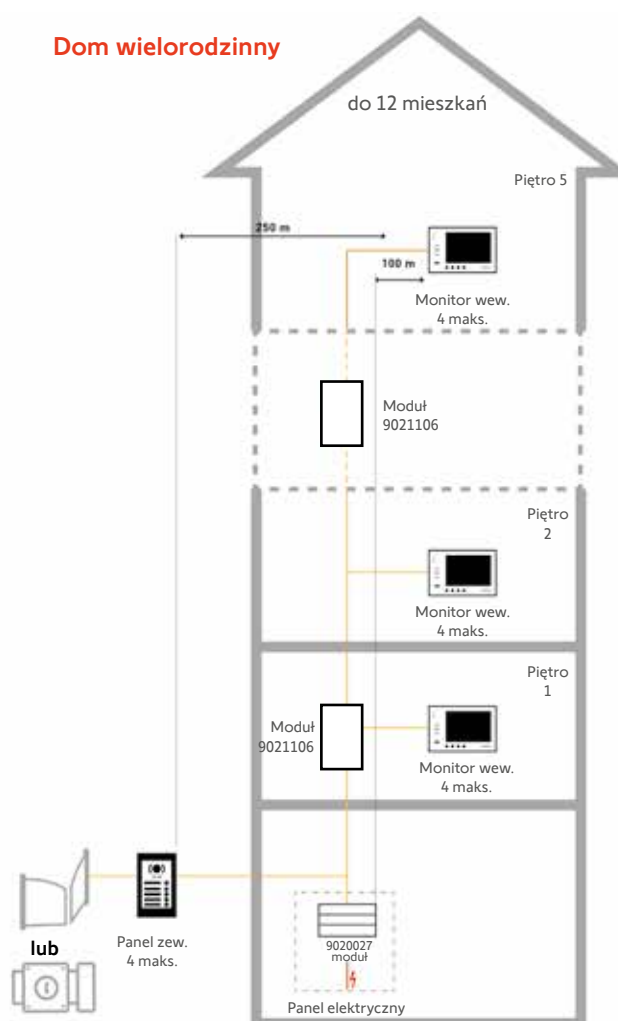 Dom wielorodzinny
do 12 mieszkań
Piętro 5
250 m
100 m
Monitor wew.
4 maks.
Moduł
9021106
Piętro
2
Monitor wew.
4 maks.
Piętro
1
Moduł
9021106
Monitor wew.
4 maks.
lub
Panel zew.
4 maks.
9020027
moduł
Panel elektryczny